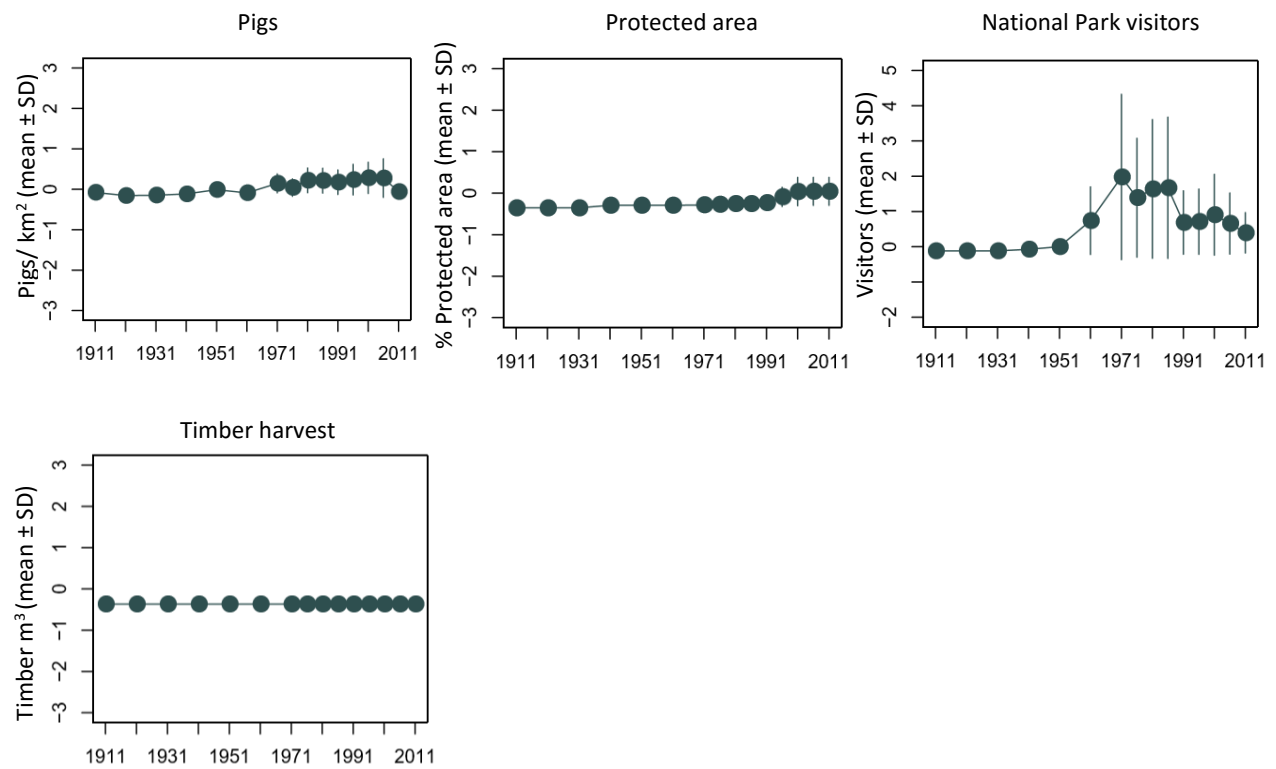 Pigs
Pigs/ km² (mean ± SD)
3
2
1
0
−1
−2
−3
1911 1931 1951 1971 1991 2011
Protected area
% Protected area (mean ± SD)
3
2
1
0
−1
−2
−3
1911 1931 1951 1971 1991 2011
National Park visitors
Visitors (mean ± SD)
5
4
3
2
1
0
−2
1911 1931 1951 1971 1991 2011
Timber harvest
Timber m³ (mean ± SD)
3
2
1
0
−1
−2
−3
1911 1931 1951 1971 1991 2011